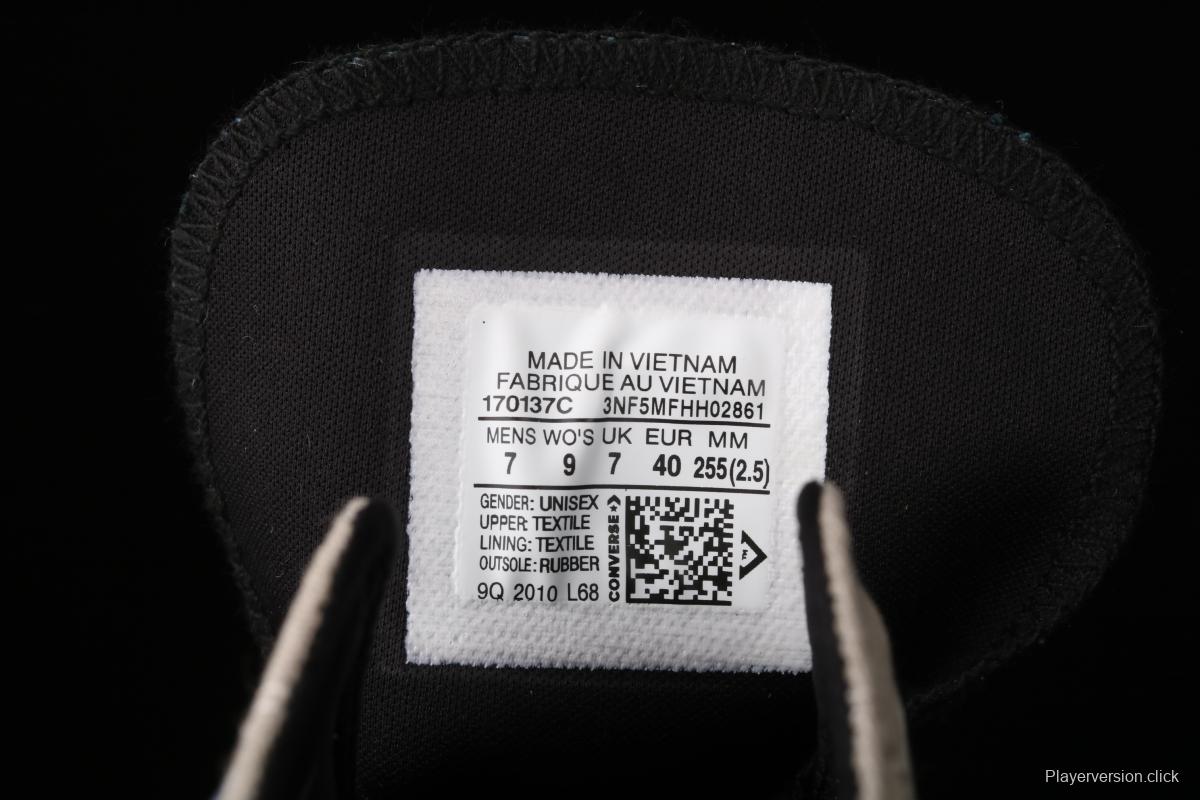 MADE IN VIETNAM
FABRIQUE AU VIETNAM
170137C 3NF5MFHH02861
MENS WO'S UK EUR MM
7 9 7 40 255(2.5)
GENDER: UNISEX
UPPER: TEXTILE
LINING: TEXTILE
OUTSOLE: RUBBER
9Q 2010 L68
CONVERSE
F
Playerversion.click